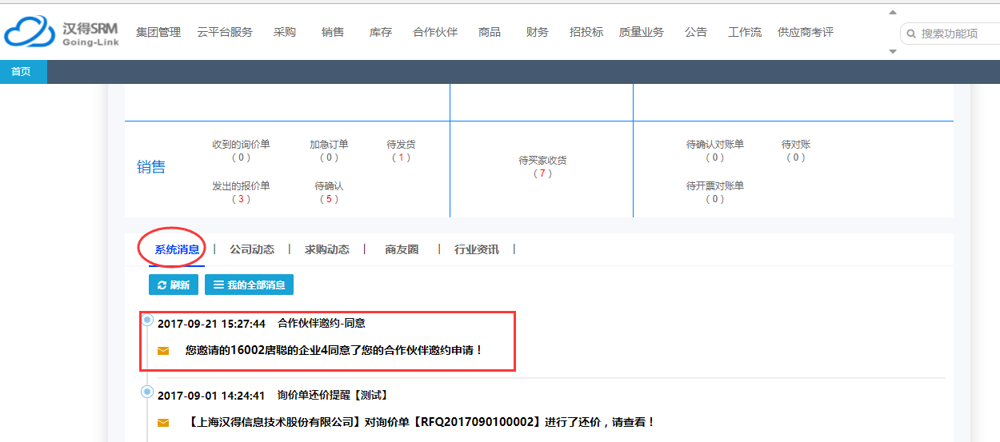 汉得SRM
Going-Link
集团管理 云平台服务 采购 销售 库存 合作伙伴 商品 财务 招投标 质量业务 公告 工作流 供应商考评
搜索功能项
首页
销售
收到的询价单 加急订单 待发货
(0) (0) (1)
发出的报价单 待确认
(3) (5)
待买家收货
(7)
待确认对账单 待对账
(0) (0)
待开票对账单
(0)
系统消息 | 公司动态 | 求购动态 | 商友圈 | 行业资讯 |
刷新 我的全部消息
2017-09-21 15:27:44 合作伙伴邀约-同意
您邀请的16002唐聪的企业4同意了您的合作伙伴邀约申请！
2017-09-01 14:24:41 询价单还价提醒【测试】
【上海汉得信息技术股份有限公司】对询价单【RFQ2017090100002】进行了还价，请查看！